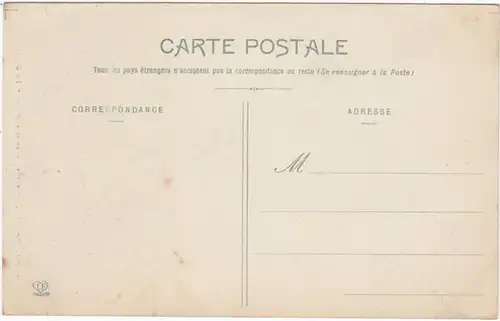 CARTE POSTALE
Tous les pays étrangers n'acceptent pas la correspondance au recto (Se renseigner à la Poste)
CORRESPONDANCE
ADRESSE
M